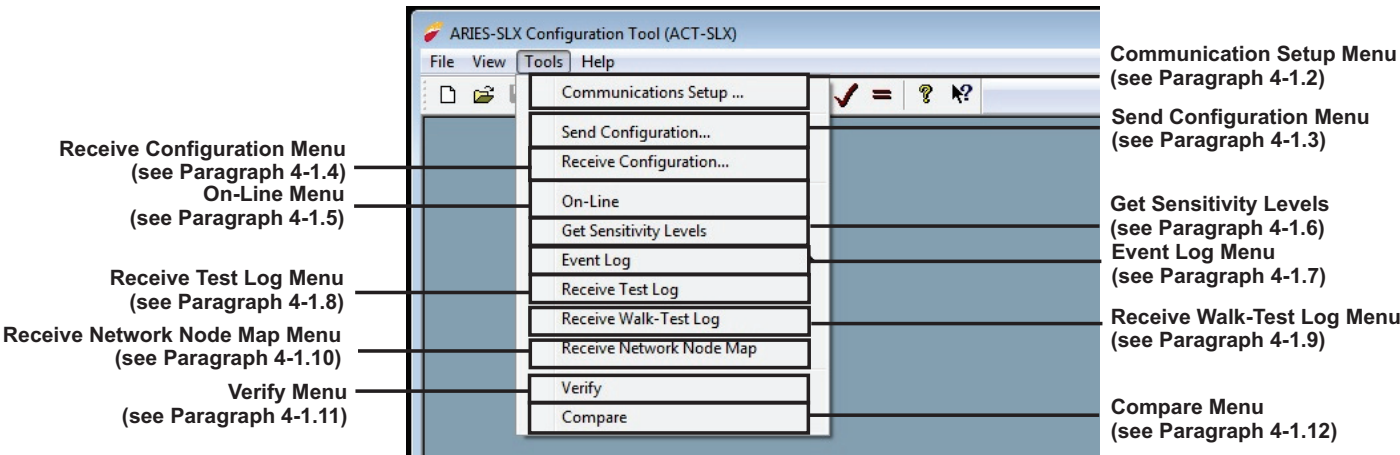 ARIES-SLX Configuration Tool (ACT-SLX)
File View Tools Help
Communications Setup ...
Send Configuration...
Receive Configuration...
On-Line
Get Sensitivity Levels
Event Log
Receive Test Log
Receive Walk-Test Log
Receive Network Node Map
Verify
Compare
Receive Configuration Menu
(see Paragraph 4-1.4)
On-Line Menu
(see Paragraph 4-1.5)
Receive Test Log Menu
(see Paragraph 4-1.8)
Receive Network Node Map Menu
(see Paragraph 4-1.10)
Verify Menu
(see Paragraph 4-1.11)
Communication Setup Menu
(see Paragraph 4-1.2)
Send Configuration Menu
(see Paragraph 4-1.3)
Get Sensitivity Levels
(see Paragraph 4-1.6)
Event Log Menu
(see Paragraph 4-1.7)
Receive Walk-Test Log Menu
(see Paragraph 4-1.9)
Compare Menu
(see Paragraph 4-1.12)